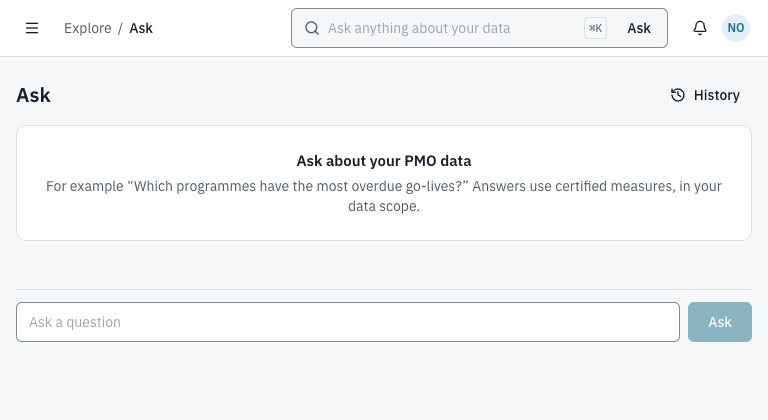 Explore / Ask
Ask anything about your data
⌘K
Ask
NO
Ask
History
Ask about your PMO data
For example “Which programmes have the most overdue go-lives?” Answers use certified measures, in your
data scope.
Ask a question
Ask